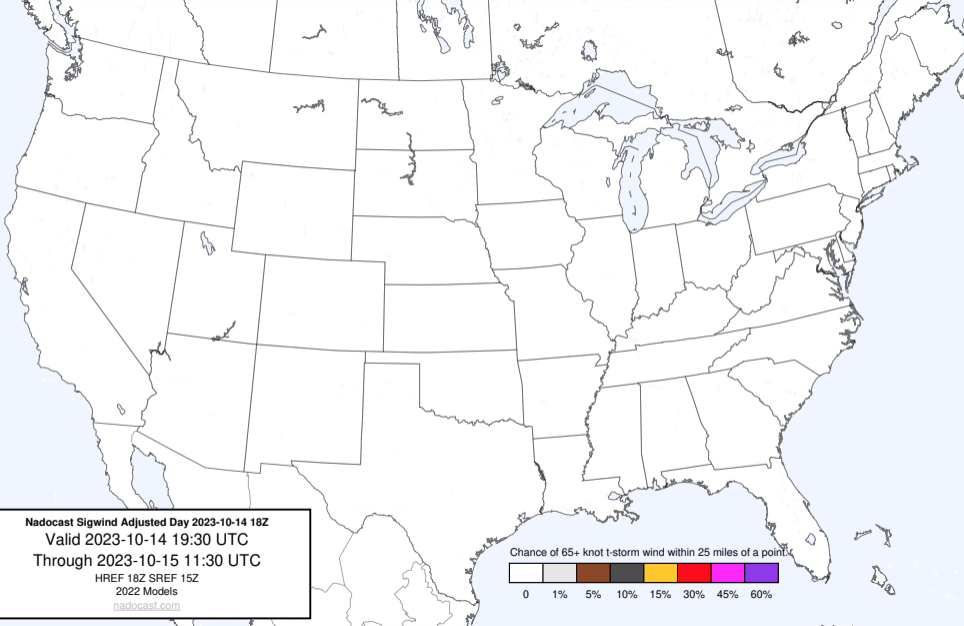 Nadocast Sigwind Adjusted Day 2023-10-14 18Z
Valid 2023-10-14 19:30 UTC
Through 2023-10-15 11:30 UTC
HREF 18Z SREF 15Z
2022 Models
nadocast.com
Chance of 65+ knot t-storm wind within 25 miles of a point.
0 1% 5% 10% 15% 30% 45% 60%